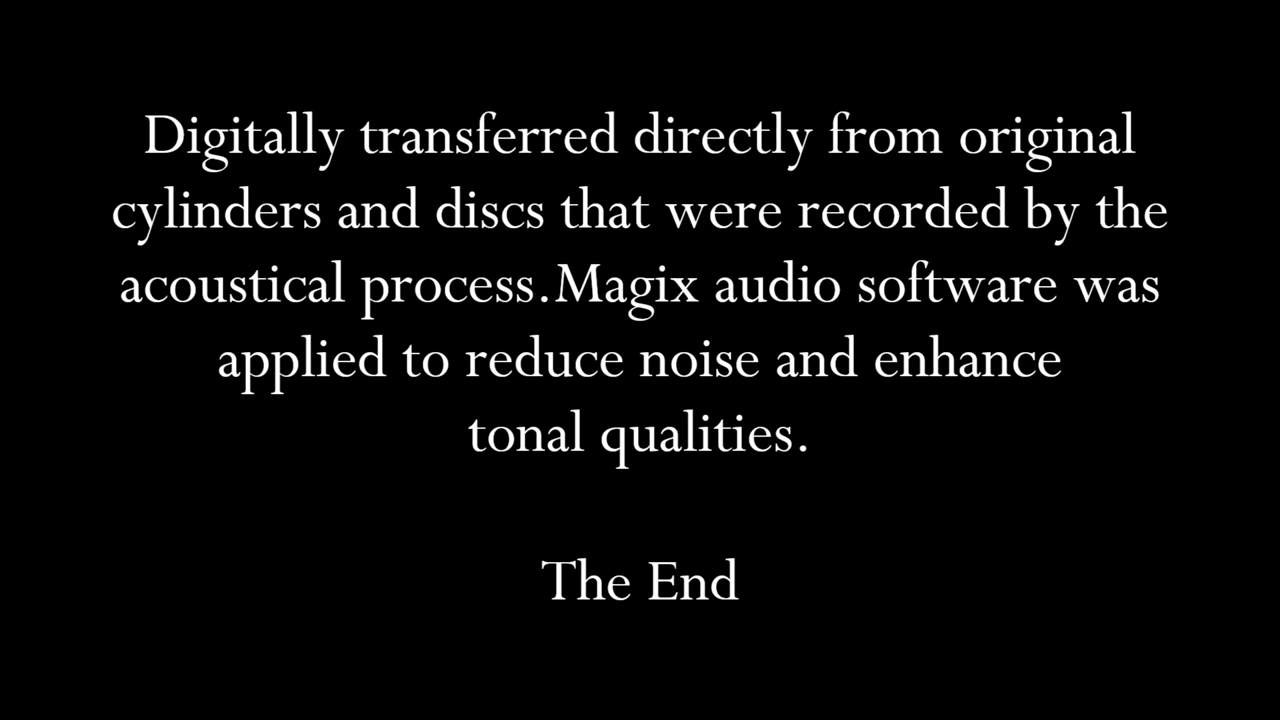 Digitally transferred directly from original
cylinders and discs that were recorded by the
acoustical process.Magix audio software was
applied to reduce noise and enhance
tonal qualities.
The End